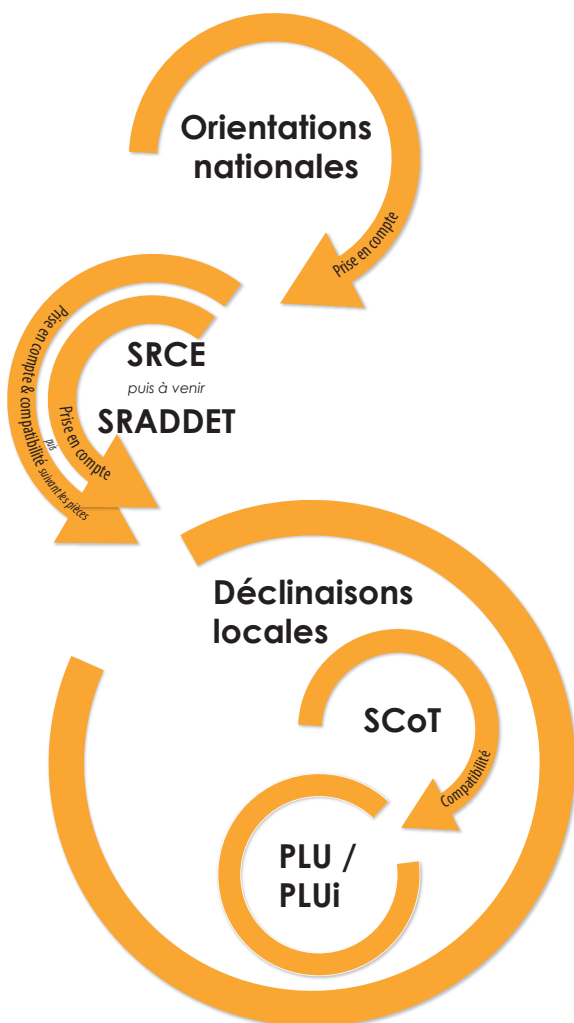 Orientations
nationales
Prise en compte
SRCE
puis à venir
SRADDET
Prise en compte
puis
Prise en compte & compatibilité suivant les pièces
Déclinaisons
locales
SCoT
Compatibilité
PLU /
PLUi